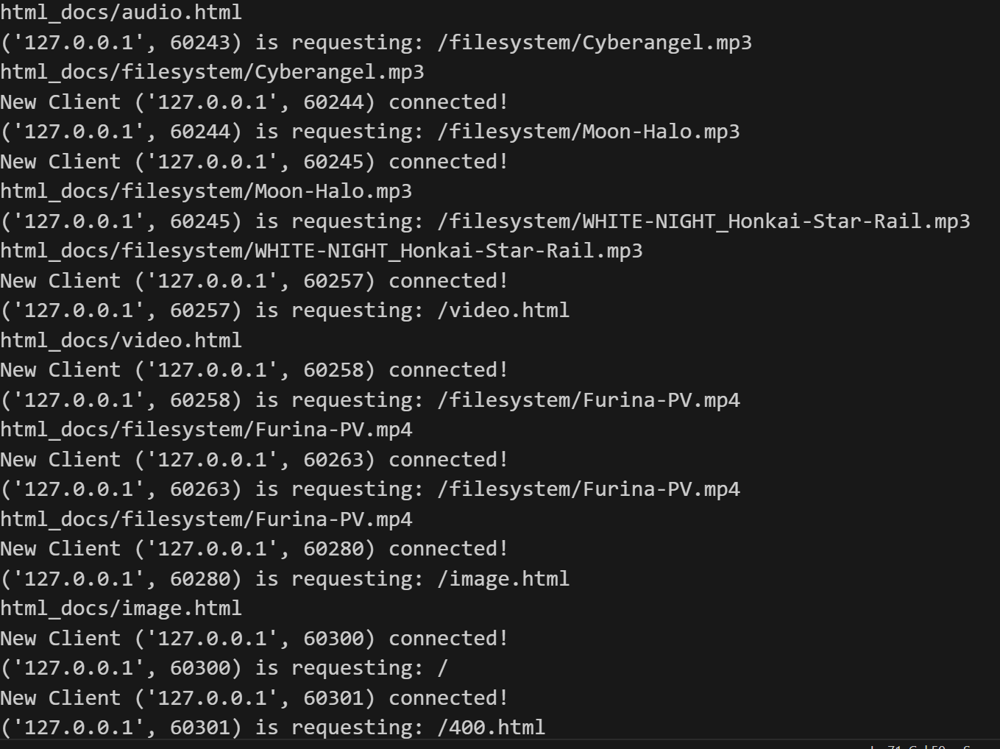 html_docs/audio.html
('127.0.0.1', 60243) is requesting: /filesystem/Cyberangel.mp3
html_docs/filesystem/Cyberangel.mp3
New Client ('127.0.0.1', 60244) connected!
('127.0.0.1', 60244) is requesting: /filesystem/Moon-Halo.mp3
New Client ('127.0.0.1', 60245) connected!
html_docs/filesystem/Moon-Halo.mp3
('127.0.0.1', 60245) is requesting: /filesystem/WHITE-NIGHT_Honkai-Star-Rail.mp3
html_docs/filesystem/WHITE-NIGHT_Honkai-Star-Rail.mp3
New Client ('127.0.0.1', 60257) connected!
('127.0.0.1', 60257) is requesting: /video.html
html_docs/video.html
New Client ('127.0.0.1', 60258) connected!
('127.0.0.1', 60258) is requesting: /filesystem/Furina-PV.mp4
html_docs/filesystem/Furina-PV.mp4
New Client ('127.0.0.1', 60263) connected!
('127.0.0.1', 60263) is requesting: /filesystem/Furina-PV.mp4
html_docs/filesystem/Furina-PV.mp4
New Client ('127.0.0.1', 60280) connected!
('127.0.0.1', 60280) is requesting: /image.html
html_docs/image.html
New Client ('127.0.0.1', 60300) connected!
('127.0.0.1', 60300) is requesting: /
New Client ('127.0.0.1', 60301) connected!
('127.0.0.1', 60301) is requesting: /400.html